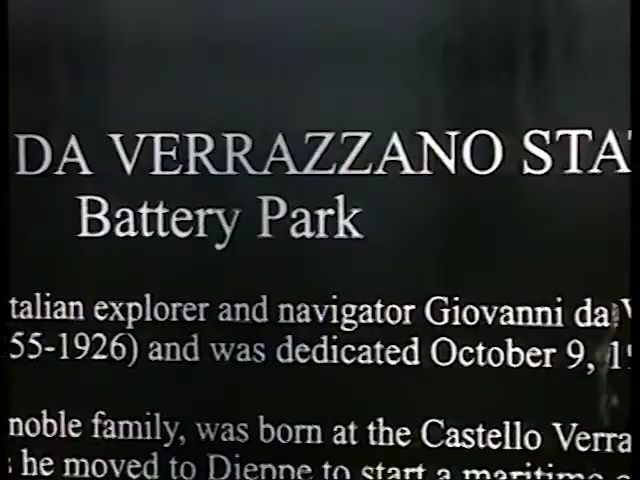 DA VERRAZZANO STA
Battery Park
talian explorer and navigator Giovanni da V
55-1926) and was dedicated October 9, 1
noble family, was born at the Castello Verra
he moved to Dieppe to start a maritime